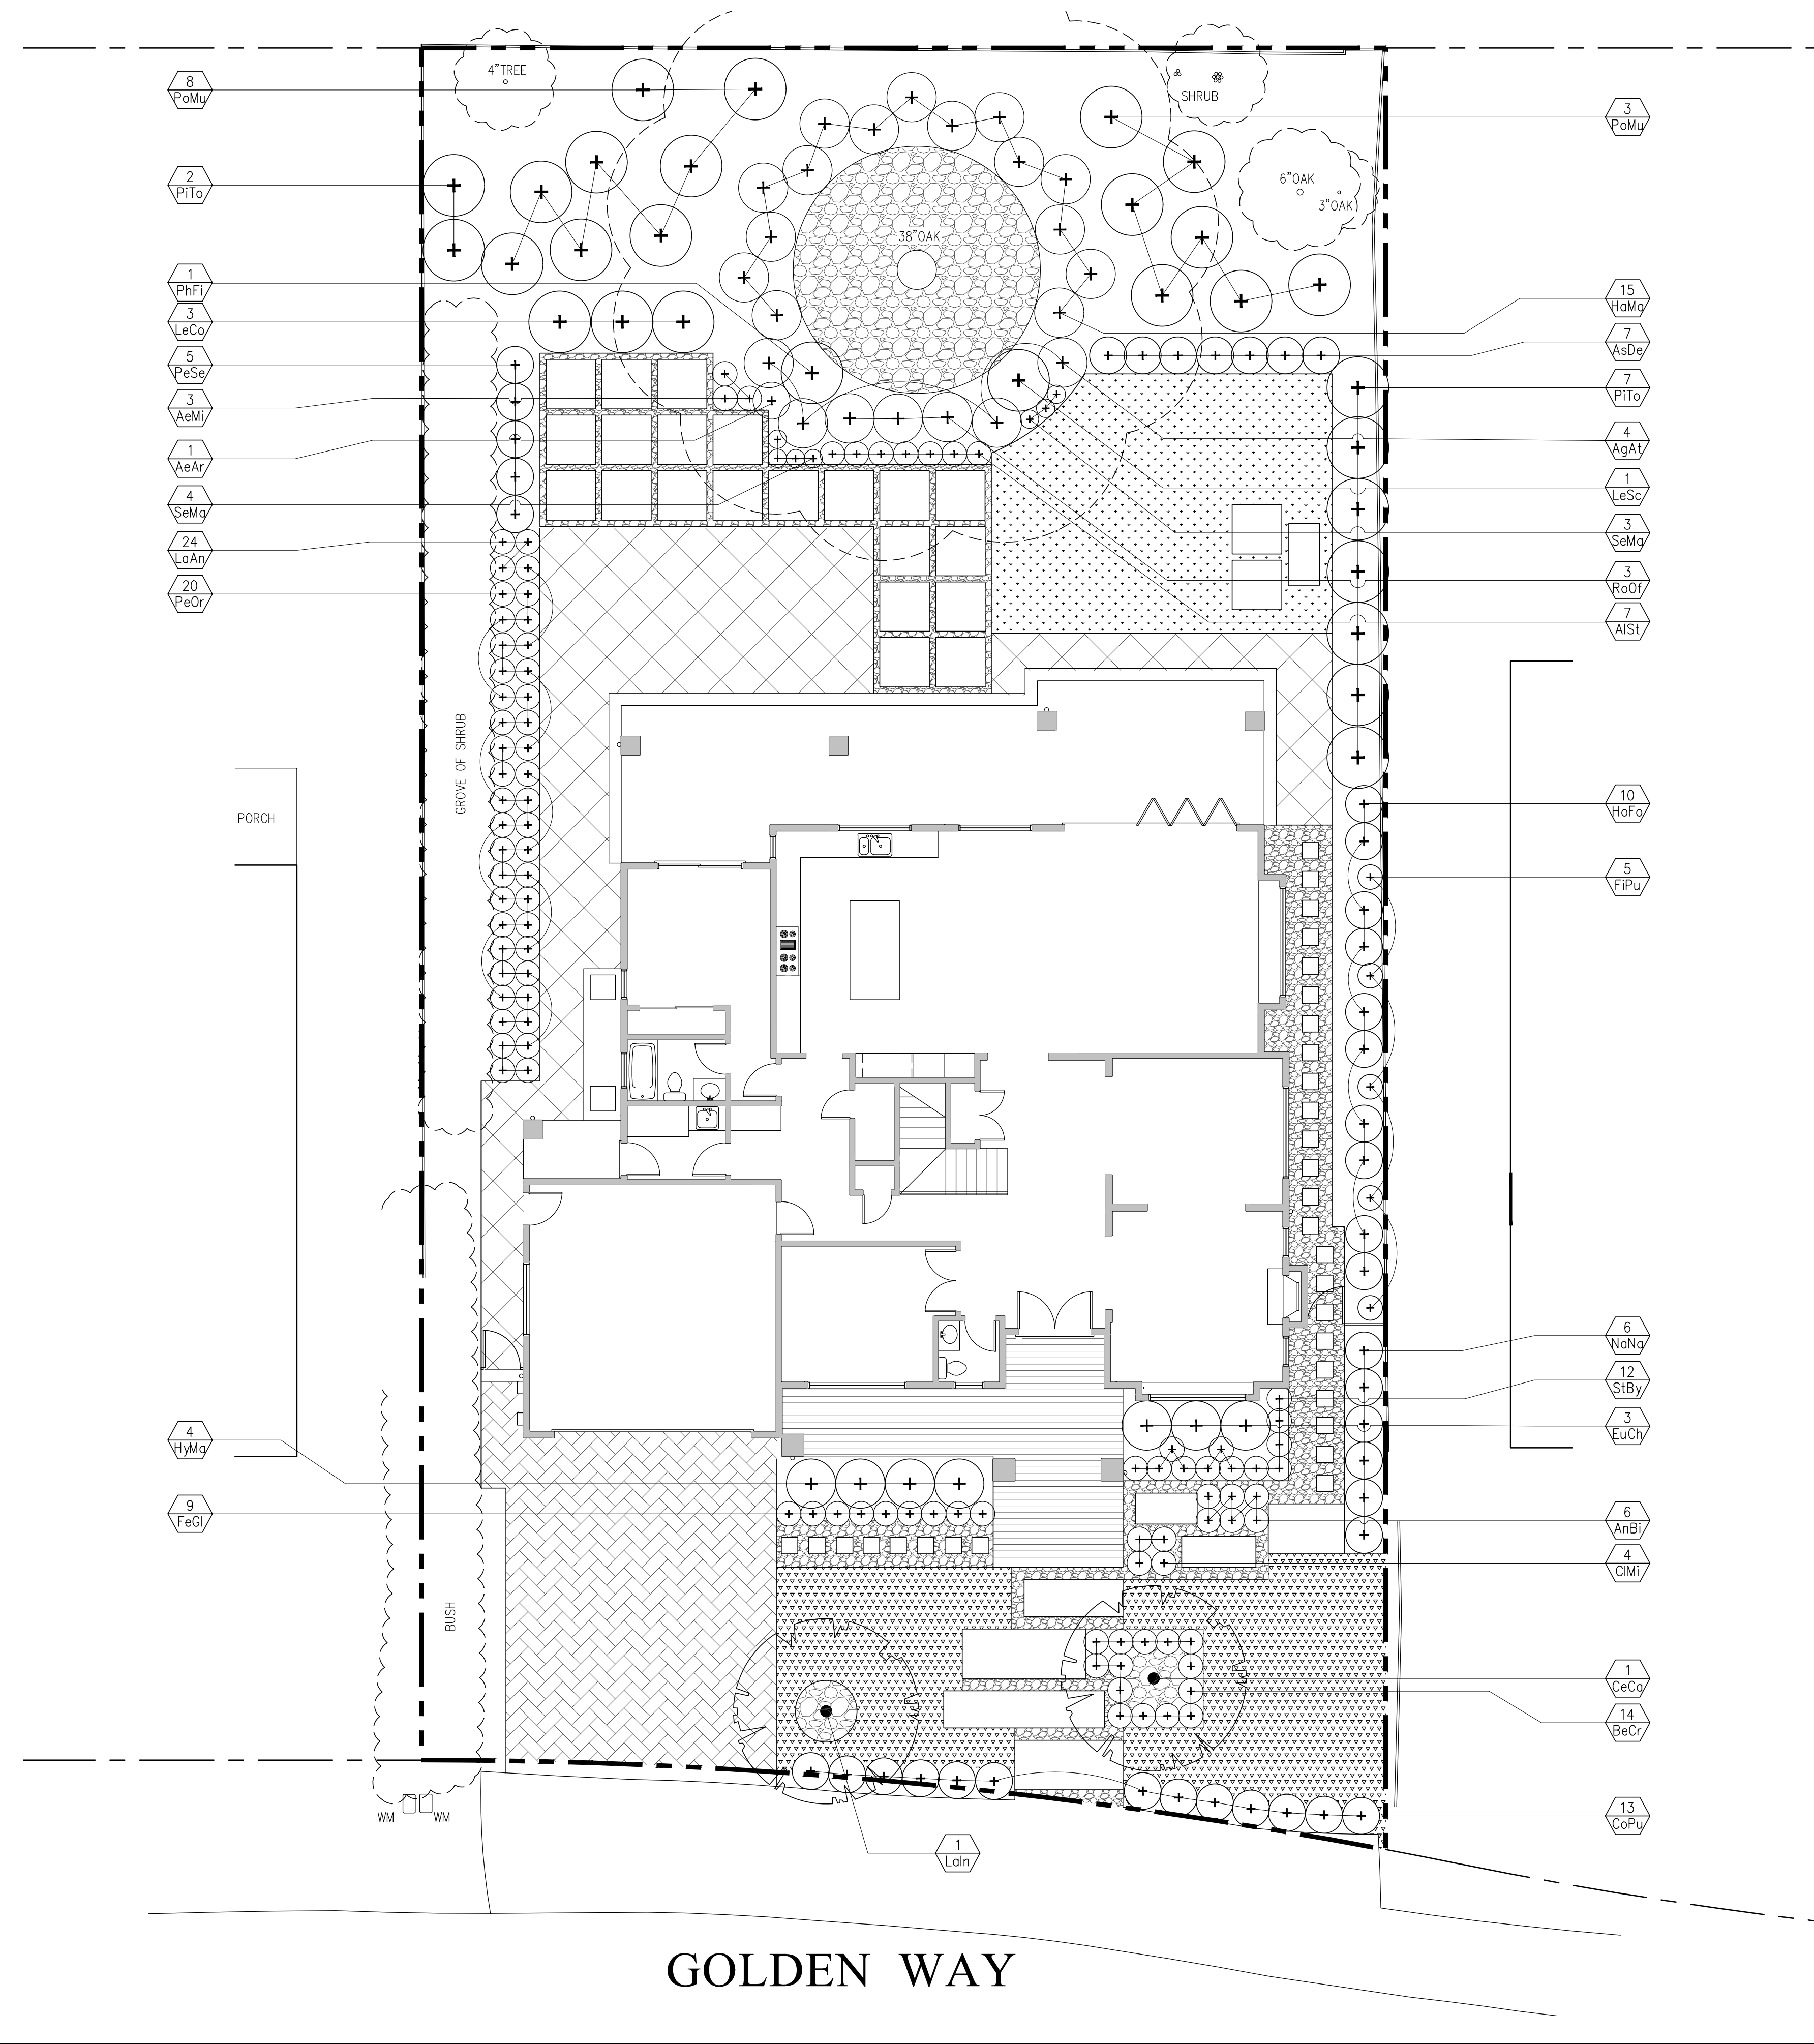 4"TREE
SHRUB
8
PoMu
3
PoMu
2
PiTo
6"OAK
3"OAK
38"OAK
1
PhFi
15
HaMa
3
LeCo
7
AsDe
5
PeSe
7
PiTo
3
AeMi
4
AgAt
1
AeAr
1
LeSc
4
SeMa
3
SeMa
24
LaAn
3
RoOf
20
PeOr
7
AlSt
GROVE OF SHRUB
PORCH
10
HoFo
5
FiPu
6
NaNa
12
StBy
4
HyMa
3
EuCh
9
FeGl
6
AnBi
4
ClMi
BUSH
1
CeCa
14
BeCr
WM
WM
13
CoPu
1
LaIn
GOLDEN WAY